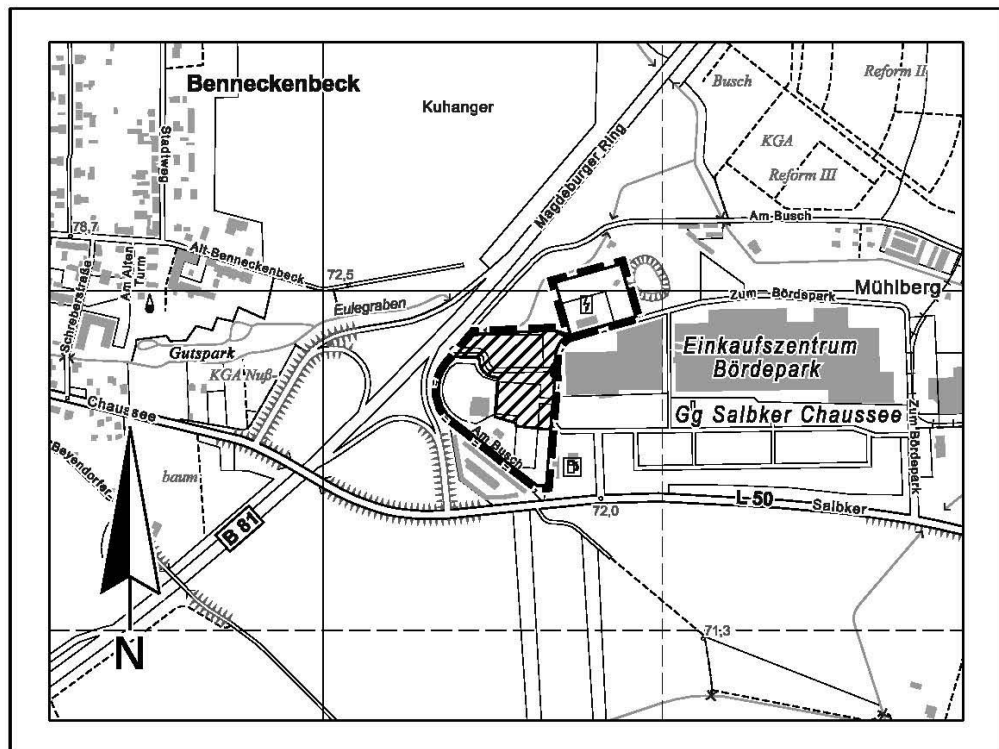 Benneckenbeck
Kuhanger
Busch
Reform II
KGA
Reform III
Magdeburger Ring
Stadtweg
78,7
Am Alten
Turm
Schreberstraße
Alt-Benneckenbeck
72,5
Am-Busch
Eulegraben
Zum Bördepark
Mühlberg
Gutspark
KGA Nuß-
Einkaufszentrum
Bördepark
Gg Salbker Chaussee
Chaussee
Am Busch
Zum Bördepark
Beyendorfer
baum
B 81
L 50
Salbker
72,0
71,3
N